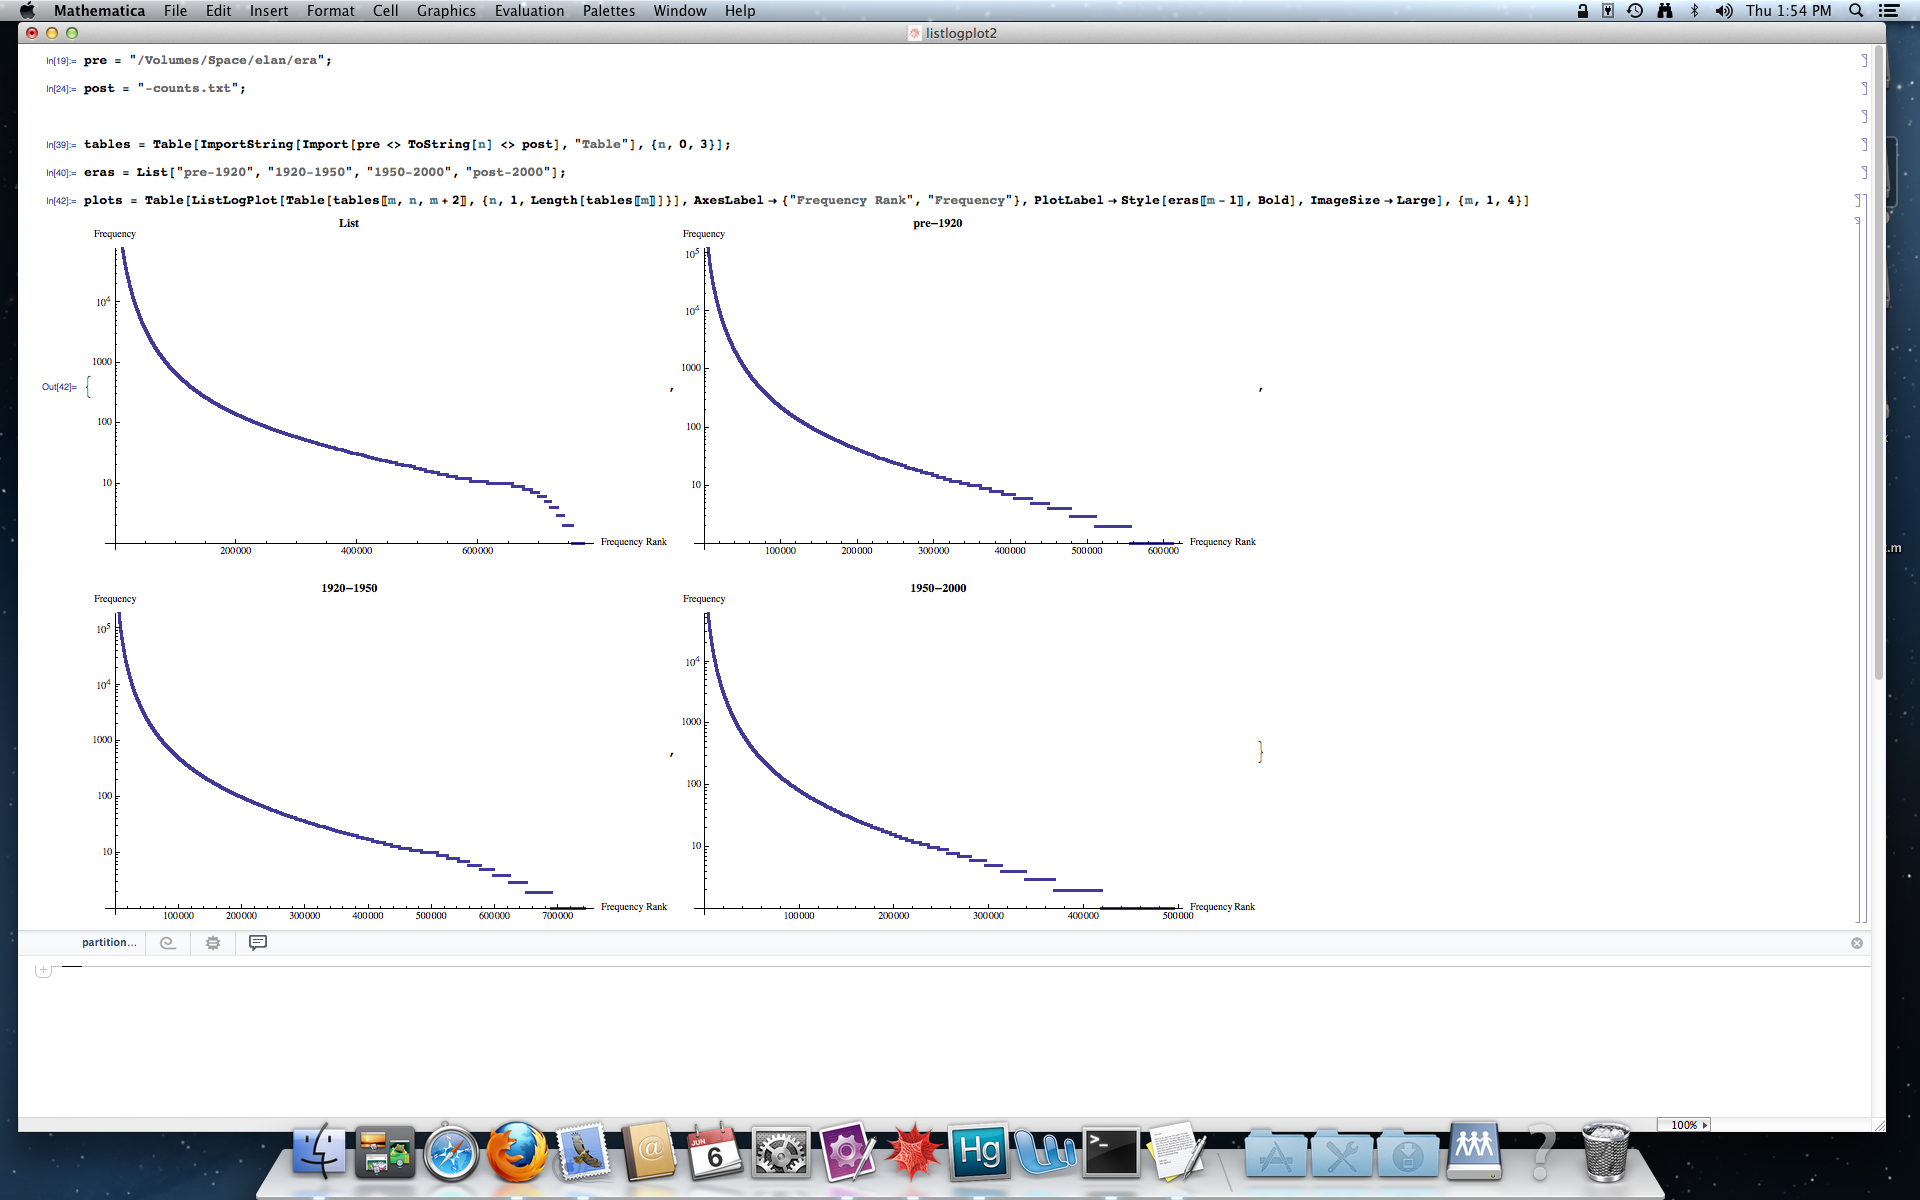 Mathematica File Edit Insert Format Cell Graphics Evaluation Palettes Window Help Thu 1:54 PM
listlogplot2
In[19]:= pre = "/Volumes/Space/elan/era";
In[24]:= post = "-counts.txt";
In[39]:= tables = Table[ImportString[Import[pre <> ToString[n] <> post], "Table"], {n, 0, 3}];
In[40]:= eras = List["pre-1920", "1920-1950", "1950-2000", "post-2000"];
In[42]:= plots = Table[ListLogPlot[Table[tables〚m, n, m + 2〛, {n, 1, Length[tables〚m〛]}], AxesLabel → {"Frequency Rank", "Frequency"}, PlotLabel → Style[eras〚m - 1〛, Bold], ImageSize → Large], {m, 1, 4}]
List
Frequency
10^4
1000
100
10
200000 400000 600000 Frequency Rank
Out[42]= {
,
pre-1920
Frequency
10^5
10^4
1000
100
10
100000 200000 300000 400000 500000 600000 Frequency Rank
,
1920-1950
Frequency
10^5
10^4
1000
100
10
100000 200000 300000 400000 500000 600000 700000 Frequency Rank
,
1950-2000
Frequency
10^4
1000
100
10
100000 200000 300000 400000 500000 Frequency Rank
}
.m
partition...
100%
JUN
6
@
Hg
>_
?